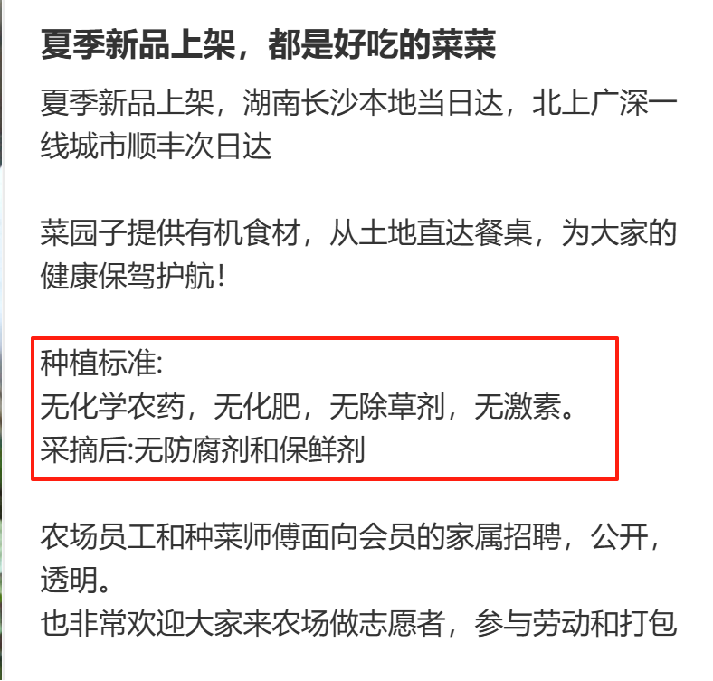 夏季新品上架，都是好吃的菜菜
夏季新品上架，湖南长沙本地当日达，北上广深一
线城市顺丰次日达
菜园子提供有机食材，从土地直达餐桌，为大家的
健康保驾护航！
种植标准:
无化学农药，无化肥，无除草剂，无激素。
采摘后:无防腐剂和保鲜剂
农场员工和种菜师傅面向会员的家属招聘，公开，
透明。
也非常欢迎大家来农场做志愿者，参与劳动和打包